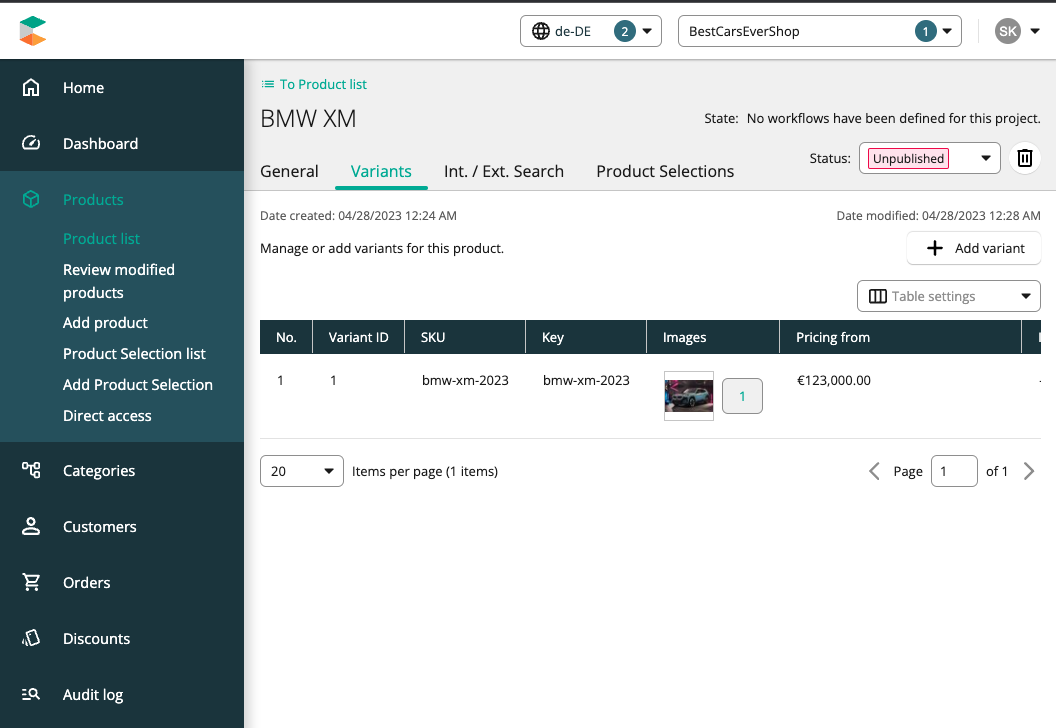 de-DE 2 BestCarsEverShop 1 SK
Home
Dashboard
Products
Product list
Review modified
products
Add product
Product Selection list
Add Product Selection
Direct access
Categories
Customers
Orders
Discounts
Audit log
To Product list
BMW XM
State: No workflows have been defined for this project.
Status: Unpublished
General Variants Int. / Ext. Search Product Selections
Date created: 04/28/2023 12:24 AM Date modified: 04/28/2023 12:28 AM
Manage or add variants for this product. Add variant
Table settings
No. Variant ID SKU Key Images Pricing from
1 1 bmw-xm-2023 bmw-xm-2023 1 €123,000.00
20 Items per page (1 items) Page 1 of 1